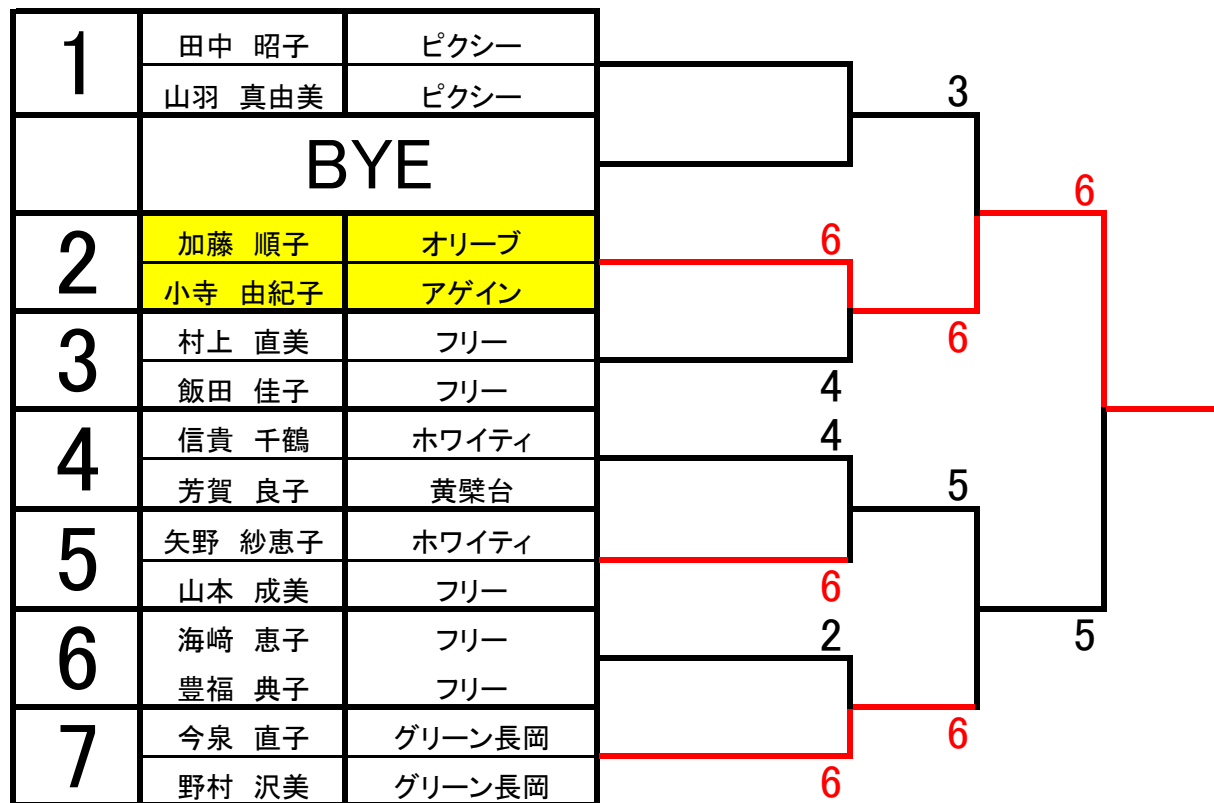 1 田中 昭子 ピクシー
山羽 真由美 ピクシー
3
BYE
6
2 加藤 順子 オリーブ 6
小寺 由紀子 アゲイン
3 村上 直美 フリー 6
飯田 佳子 フリー 4
4 信貴 千鶴 ホワイティ 4
芳賀 良子 黄檗台 5
5 矢野 紗恵子 ホワイティ
山本 成美 フリー 6
6 海﨑 恵子 フリー 2 5
豊福 典子 フリー
7 今泉 直子 グリーン長岡 6
野村 沢美 グリーン長岡 6